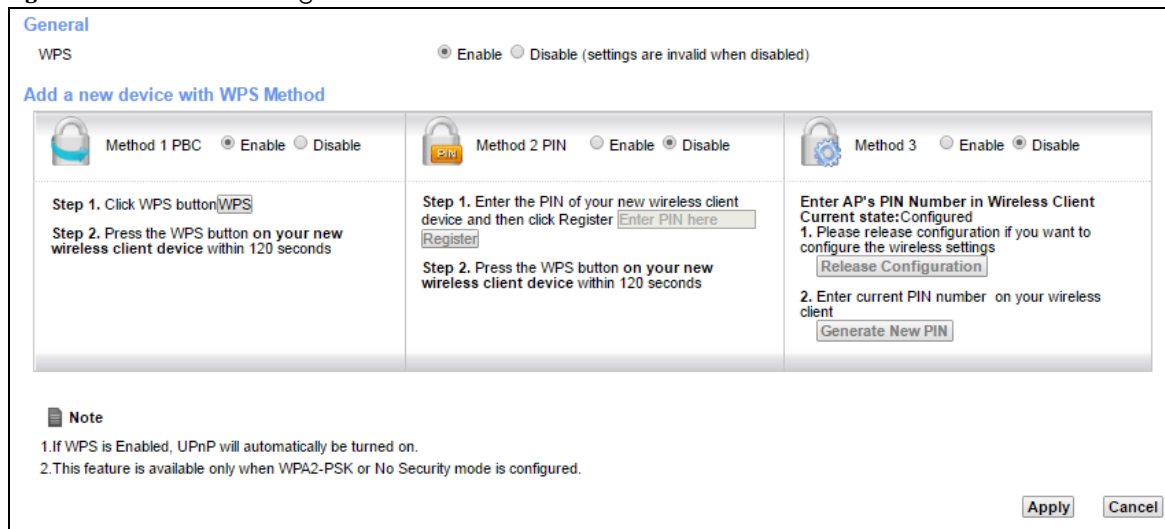 General
WPS Enable Disable (settings are invalid when disabled)
Add a new device with WPS Method
Method 1 PBC Enable Disable
Step 1. Click WPS button WPS
Step 2. Press the WPS button on your new
wireless client device within 120 seconds
PIN Method 2 PIN Enable Disable
Step 1. Enter the PIN of your new wireless client
device and then click Register Enter PIN here
Register
Step 2. Press the WPS button on your new
wireless client device within 120 seconds
Method 3 Enable Disable
Enter AP's PIN Number in Wireless Client
Current state:Configured
1. Please release configuration if you want to
configure the wireless settings
Release Configuration
2. Enter current PIN number on your wireless
client
Generate New PIN
Note
1.If WPS is Enabled, UPnP will automatically be turned on.
2.This feature is available only when WPA2-PSK or No Security mode is configured.
Apply Cancel